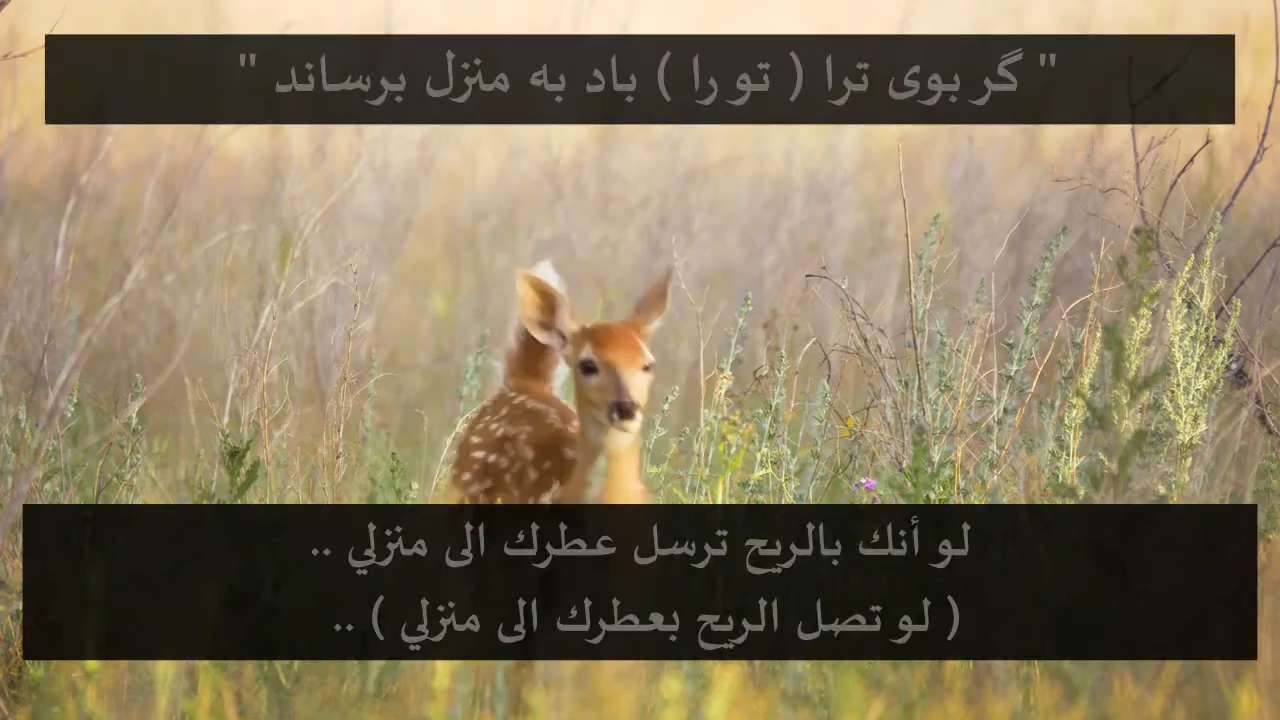 " گر بوی ترا ( تو را ) باد به منزل برساند "
لو أنك بالريح ترسل عطرك الى منزلي ..
( لو تصل الريح بعطرك الى منزلي ) ..